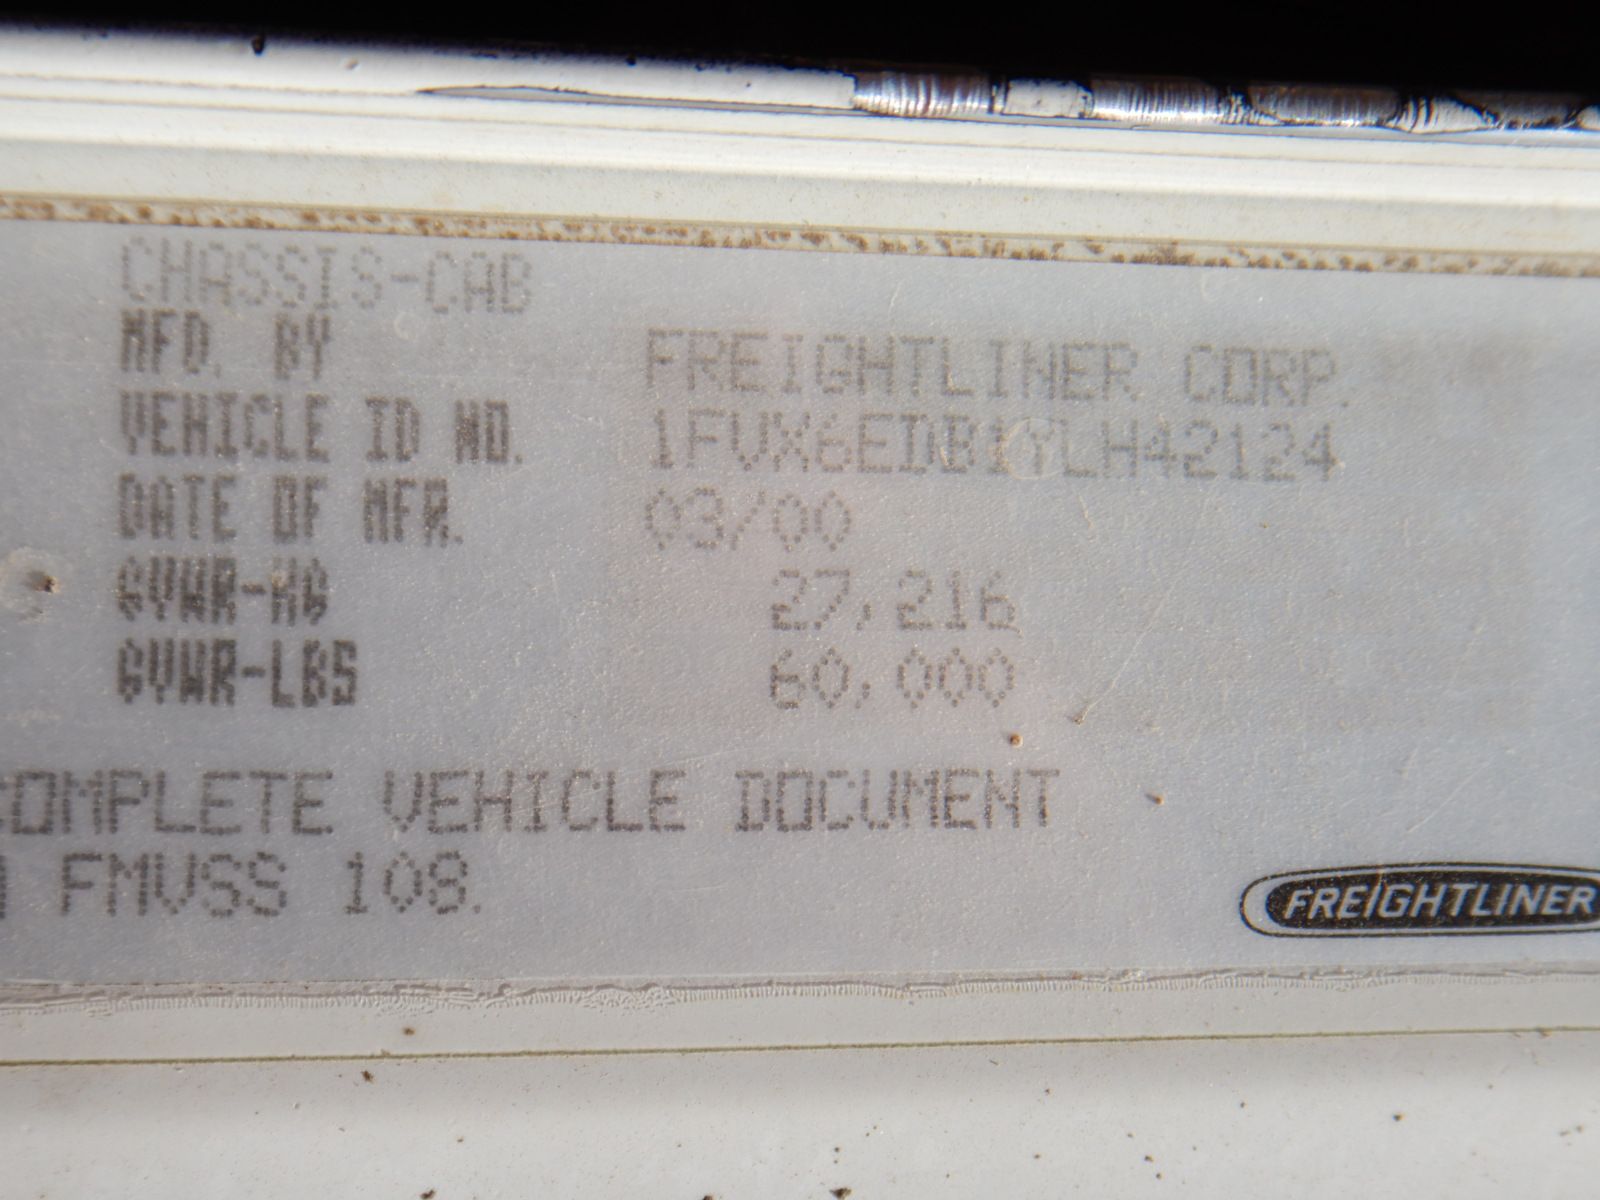 CHASSIS-CAB
MFD. BY FREIGHTLINER CORP.
VEHICLE ID NO. 1FVX6EDB1YLH42124
DATE OF MFR. 03/00
GVWR-KG 27,216
GVWR-LBS 60,000
COMPLETE VEHICLE DOCUMENT
FMVSS 108.
FREIGHTLINER